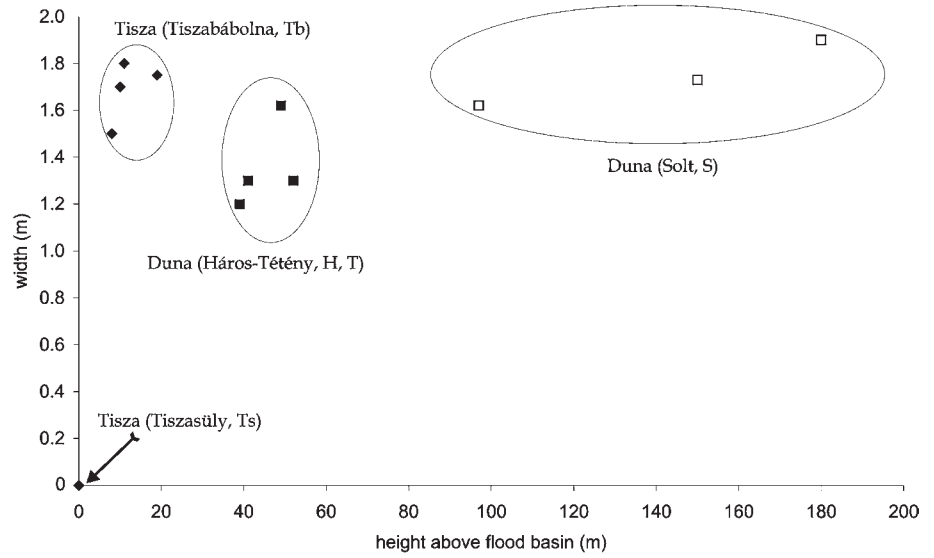 Tisza (Tiszabábolna, Tb)
2.0
1.8
1.6
1.4
1.2
1.0
0.8
0.6
0.4
0.2
0
width (m)
Duna (Solt, S)
Duna (Háros-Tétény, H, T)
Tisza (Tiszasüly, Ts)
0 20 40 60 80 100 120 140 160 180 200
height above flood basin (m)